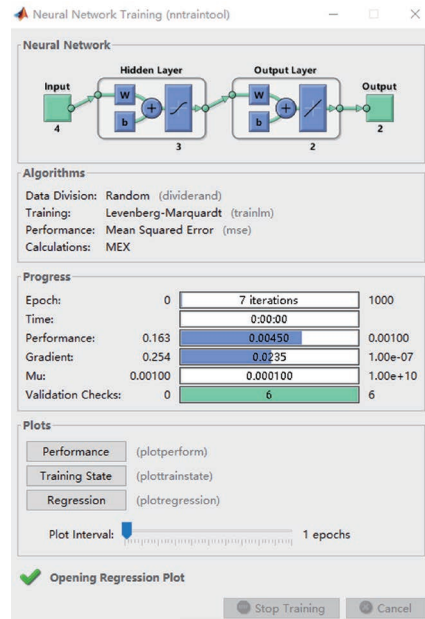 Neural Network Training (nntraintool)
Neural Network
Hidden Layer Output Layer
Input Output
W W
b b
4 3 2 2
Algorithms
Data Division: Random (dividerand)
Training: Levenberg-Marquardt (trainlm)
Performance: Mean Squared Error (mse)
Calculations: MEX
Progress
Epoch: 0 7 iterations 1000
Time: 0:00:00
Performance: 0.163 0.00450 0.00100
Gradient: 0.254 0.0235 1.00e-07
Mu: 0.00100 0.000100 1.00e+10
Validation Checks: 0 6 6
Plots
Performance (plotperform)
Training State (plottrainstate)
Regression (plotregression)
Plot Interval: 1 epochs
Opening Regression Plot
Stop Training Cancel